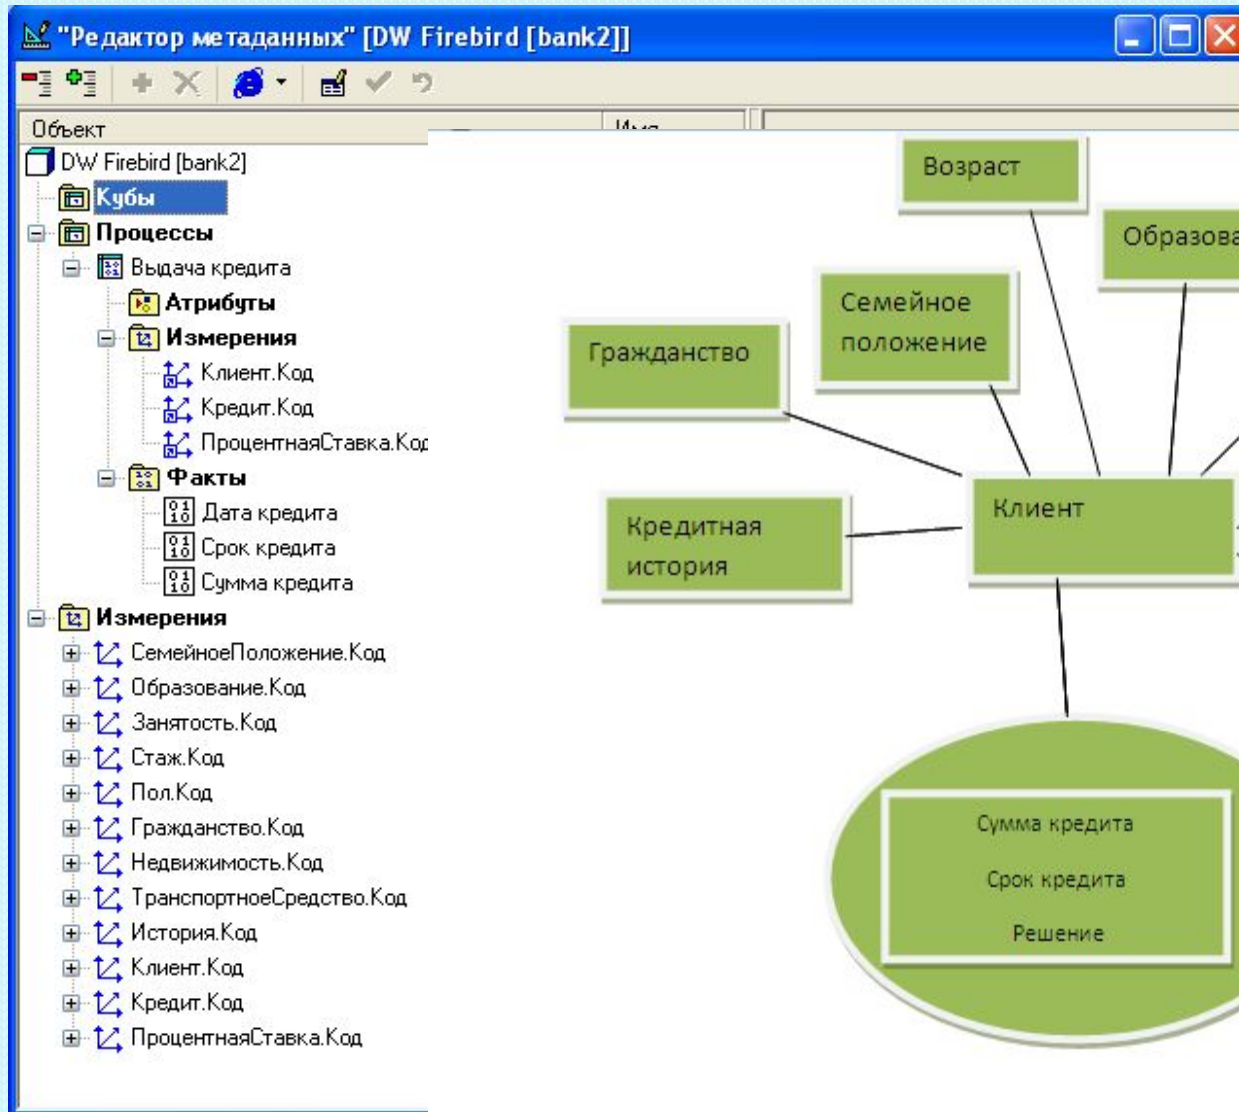 "Редактор метаданных" [DW Firebird [bank2]]
Объект
DW Firebird [bank2]
Кубы
Процессы
Выдача кредита
Атрибуты
Измерения
Клиент.Код
Кредит.Код
ПроцентнаяСтавка.Код
Факты
Дата кредита
Срок кредита
Сумма кредита
Измерения
СемейноеПоложение.Код
Образование.Код
Занятость.Код
Стаж.Код
Пол.Код
Гражданство.Код
Недвижимость.Код
ТранспортноеСредство.Код
История.Код
Клиент.Код
Кредит.Код
ПроцентнаяСтавка.Код
Возраст
Образова
Семейное
положение
Гражданство
Клиент
Кредитная
история
Сумма кредита
Срок кредита
Решение